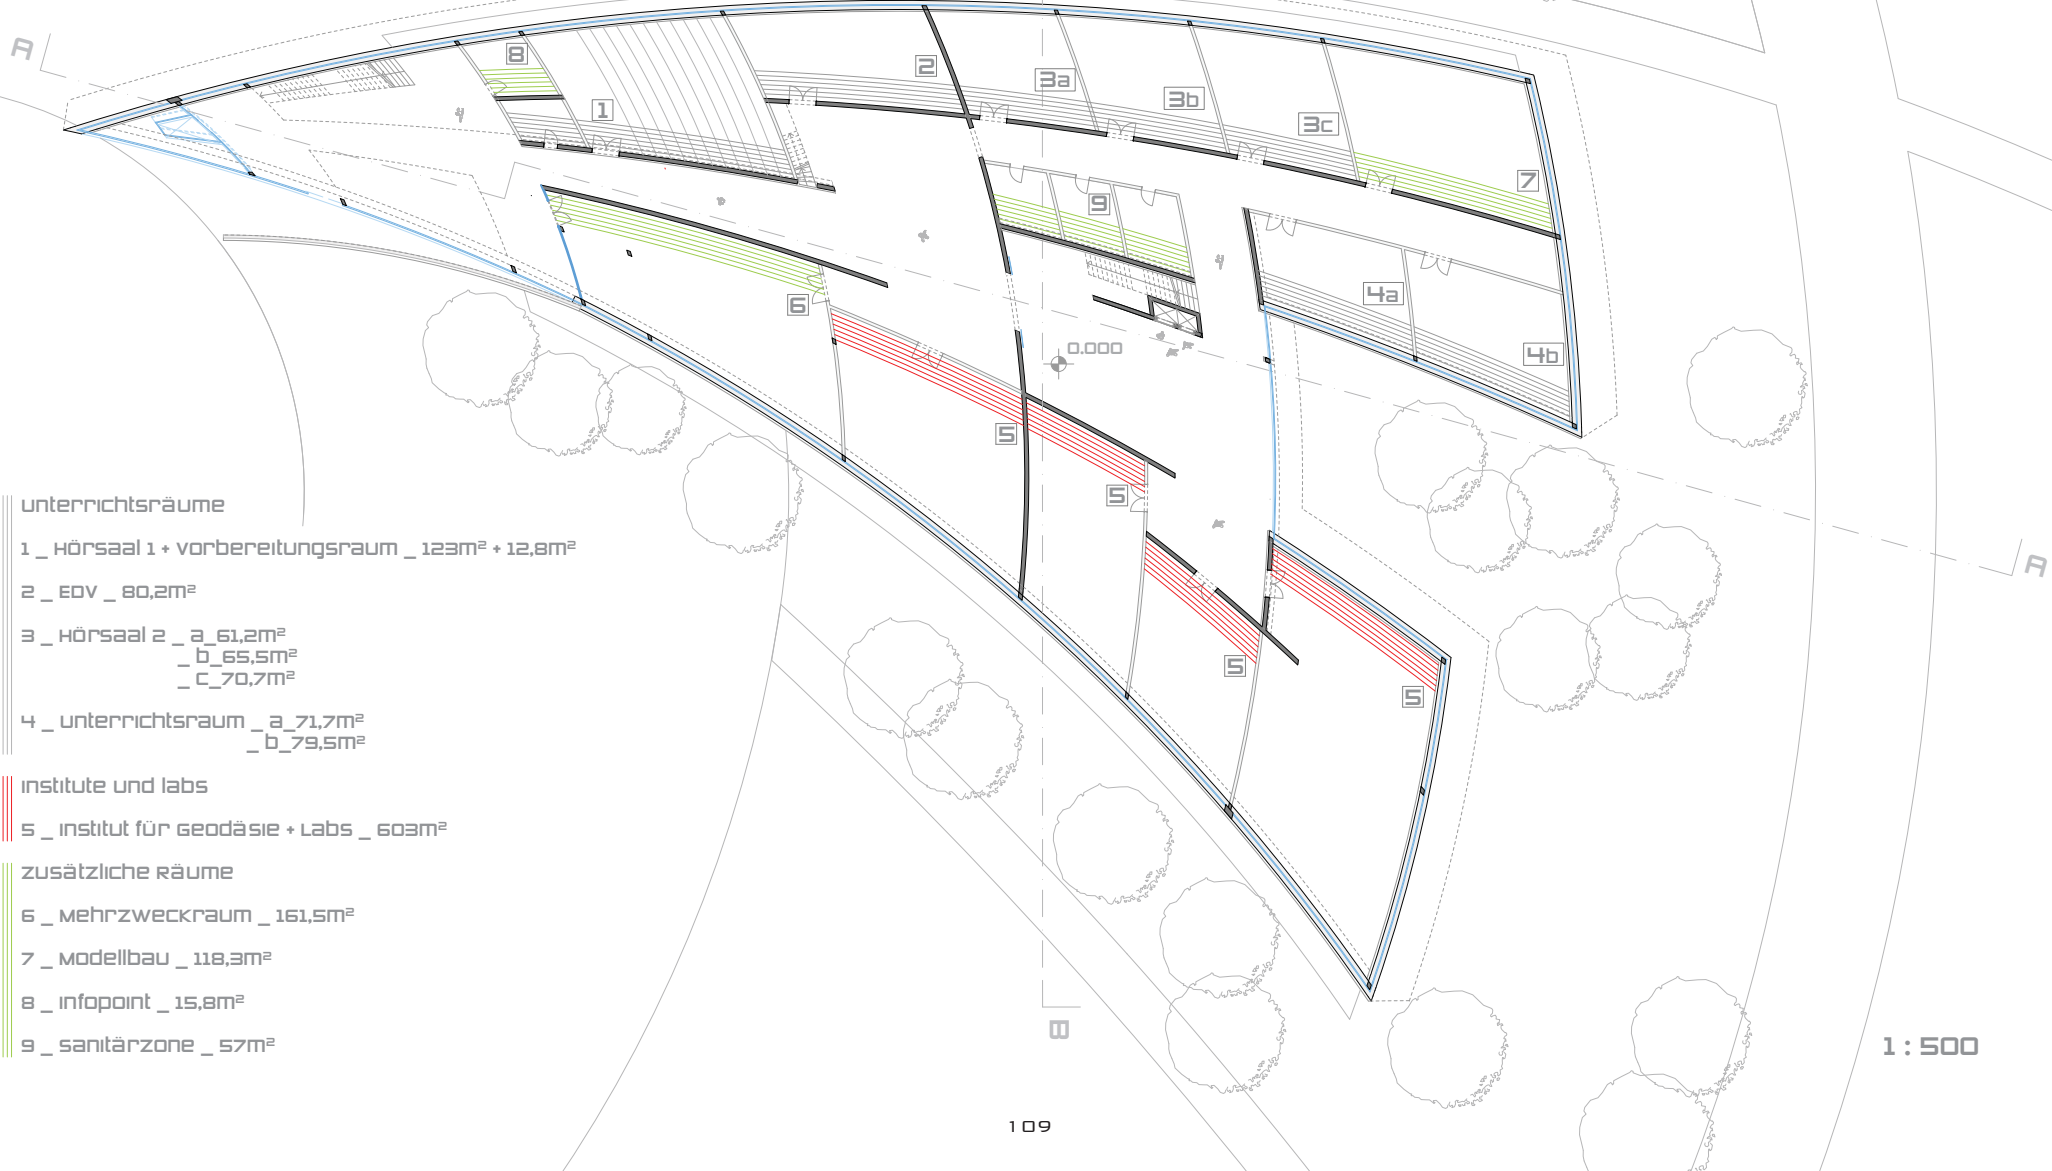 A
8
1
2
3a
3b
3c
7
9
4a
4b
6
0.000
5
5
5
5
A
unterrichtsräume
1 _ Hörsaal 1 + Vorbereitungsraum _ 123m² + 12,8m²
2 _ EDV _ 80,2m²
3 _ Hörsaal 2 _ a_61,2m²
_ b_65,5m²
_ c_70,7m²
4 _ unterrichtsraum _ a_71,7m²
_ b_79,5m²
institute und labs
5 _ institut für Geodäsie + Labs _ 603m²
zusätzliche Räume
6 _ Mehrzweckraum _ 161,5m²
7 _ Modellbau _ 118,3m²
8 _ infopoint _ 15,8m²
9 _ sanitärzone _ 57m²
B
1 : 500
109